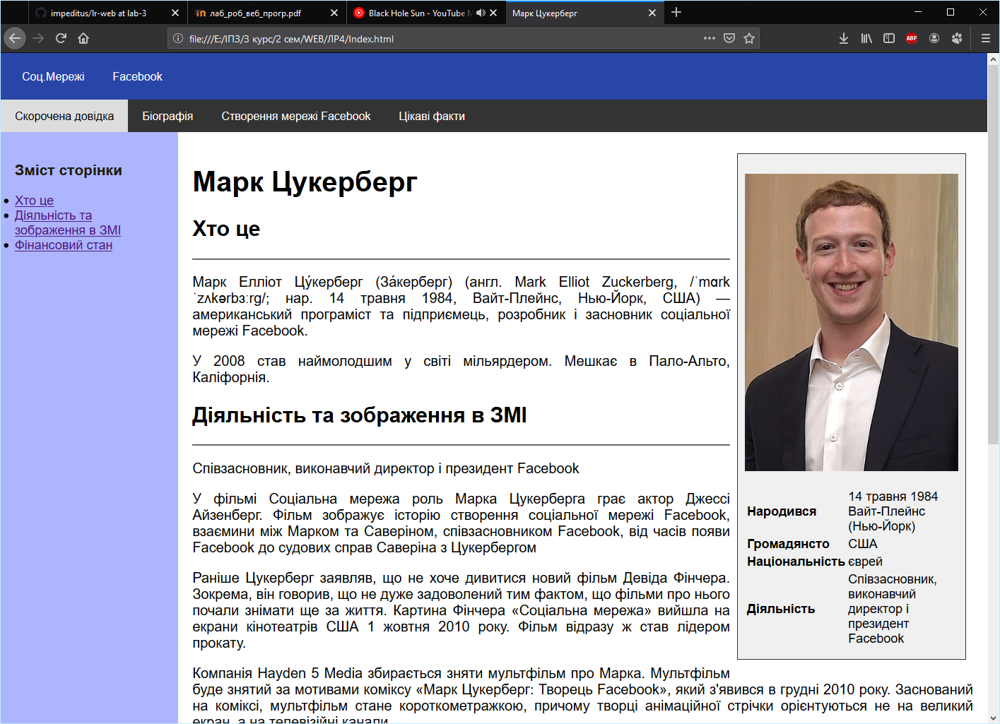 impeditus/lr-web at lab-3
лаб_роб_веб_прогр.pdf
Black Hole Sun - YouTube M
Марк Цукерберг
file:///E:/ІПЗ/3 курс/2 сем/WEB/ЛР4/Index.html
ABP
Соц.Мережі Facebook
Скорочена довідка Біографія Створення мережі Facebook Цікаві факти
Зміст сторінки
Хто це
Діяльність та
зображення в ЗМІ
Фінансовий стан
Марк Цукерберг
Хто це
Марк Елліот Цу́керберг (За́керберг) (англ. Mark Elliot Zuckerberg, /ˈmɑrk
ˈzʌkərbɜːrg/; нар. 14 травня 1984, Вайт-Плейнс, Нью-Йорк, США) —
американський програміст та підприємець, розробник і засновник соціальної
мережі Facebook.
У 2008 став наймолодшим у світі мільярдером. Мешкає в Пало-Альто,
Каліфорнія.
Діяльність та зображення в ЗМІ
Співзасновник, виконавчий директор і президент Facebook
У фільмі Соціальна мережа роль Марка Цукерберга грає актор Джессі
Айзенберг. Фільм зображує історію створення соціальної мережі Facebook,
взаємини між Марком та Саверіном, співзасновником Facebook, від часів появи
Facebook до судових справ Саверіна з Цукербергом
Раніше Цукерберг заявляв, що не хоче дивитися новий фільм Девіда Фінчера.
Зокрема, він говорив, що не дуже задоволений тим фактом, що фільми про нього
почали знімати ще за життя. Картина Фінчера «Соціальна мережа» вийшла на
екрани кінотеатрів США 1 жовтня 2010 року. Фільм відразу ж став лідером
прокату.
Компанія Hayden 5 Media збирається зняти мультфільм про Марка. Мультфільм
буде знятий за мотивами коміксу «Марк Цукерберг: Творець Facebook», який з'явився в грудні 2010 року. Заснований
на коміксі, мультфільм стане короткометражкою, причому творці анімаційної стрічки орієнтуються не на великий
екран, а на телевізійні канали.
Народився 14 травня 1984
Вайт-Плейнс
(Нью-Йорк)
Громадянсто США
Національність єврей
Діяльність Співзасновник,
виконавчий
директор і
президент
Facebook